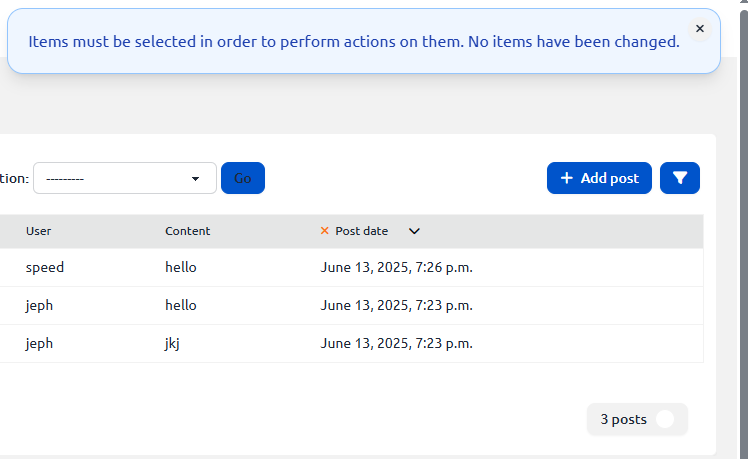 Items must be selected in order to perform actions on them. No items have been changed.
tion: --------- Go + Add post
User Content Post date
speed hello June 13, 2025, 7:26 p.m.
jeph hello June 13, 2025, 7:23 p.m.
jeph jkj June 13, 2025, 7:23 p.m.
3 posts